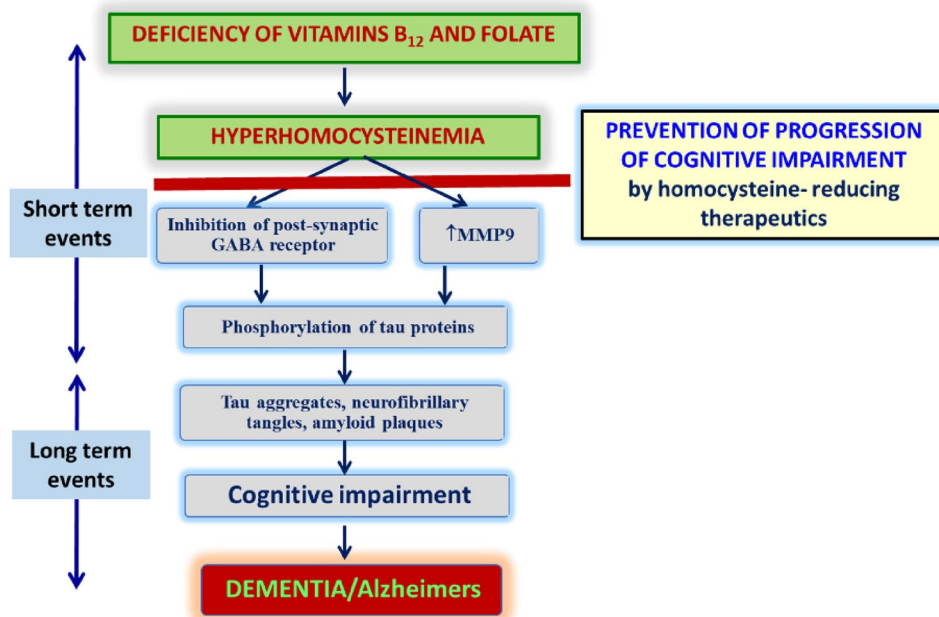 DEFICIENCY OF VITAMINS B₁₂ AND FOLATE
HYPERHOMOCYSTEINEMIA
PREVENTION OF PROGRESSION
OF COGNITIVE IMPAIRMENT
by homocysteine- reducing
therapeutics
Short term
events
Inhibition of post-synaptic
GABA receptor
↑MMP9
Phosphorylation of tau proteins
Tau aggregates, neurofibrillary
tangles, amyloid plaques
Long term
events
Cognitive impairment
DEMENTIA/Alzheimers